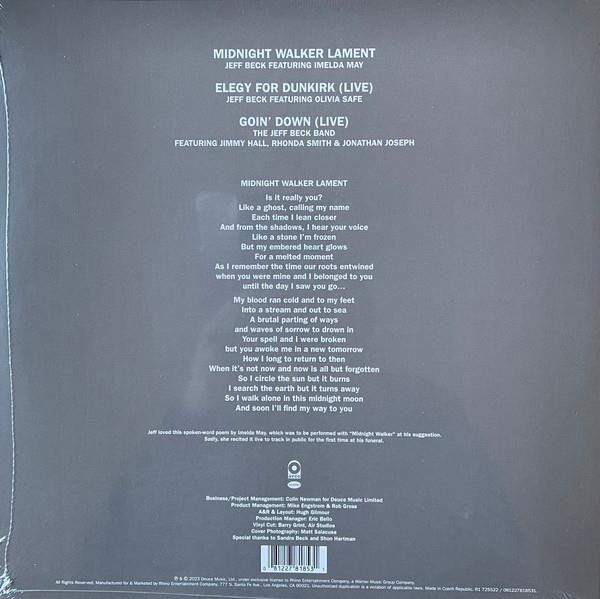 MIDNIGHT WALKER LAMENT
JEFF BECK FEATURING IMELDA MAY
ELEGY FOR DUNKIRK (LIVE)
JEFF BECK FEATURING OLIVIA SAFE
GOIN' DOWN (LIVE)
THE JEFF BECK BAND
FEATURING JIMMY HALL, RHONDA SMITH & JONATHAN JOSEPH
MIDNIGHT WALKER LAMENT
Is it really you?
Like a ghost, calling my name
Each time I lean closer
And from the shadows, I hear your voice
Like a stone I'm frozen
But my embered heart glows
For a melted moment
As I remember the time our roots entwined
when you were mine and I belonged to you
until the day I saw you go...
My blood ran cold and to my feet
Into a stream and out to sea
A brutal parting of ways
and waves of sorrow to drown in
Your spell and I were broken
but you awoke me in a new tomorrow
How I long to return to then
When it's not now and now is all but forgotten
So I circle the sun but it burns
I search the earth but it turns away
So I walk alone in this midnight moon
And soon I'll find my way to you
Jeff loved this spoken-word poem by Imelda May, which was to be performed with "Midnight Walker" at his suggestion.
Sadly, she recited it live to track in public for the first time at his funeral.
Business/Project Management: Colin Newman for Deuce Music Limited
Product Management: Mike Engstrom & Rob Gross
A&R & Layout: Hugh Gilmour
Production Manager: Eric Bello
Vinyl Cut: Barry Grint, Air Studios
Cover Photography: Matt Salacuse
Special thanks to Sandra Beck and Shon Hartman
0 81227 81853 1
℗ & © 2023 Deuce Music, Ltd., under exclusive license to Rhino Entertainment Company, a Warner Music Group Company.
All Rights Reserved. Manufactured for & Marketed by Rhino Entertainment Company, 777 S. Santa Fe Ave., Los Angeles, CA 90021. Unauthorized duplication is a violation of applicable laws. Made in Czech Republic. R1 725522 / 081227818531.